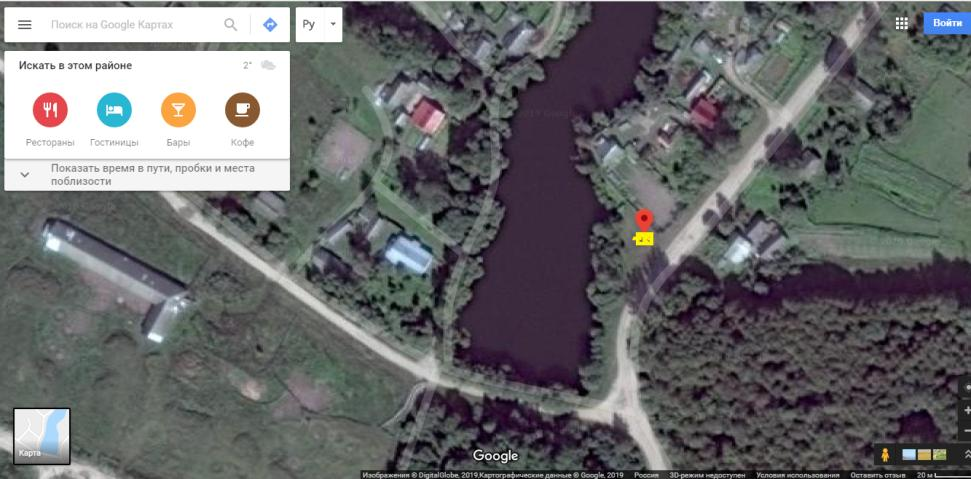 Поиск на Google Картах
Ру
Войти
Искать в этом районе
2°
Рестораны
Гостиницы
Бары
Кофе
Показать время в пути, пробки и места
поблизости
2019 Google
Карта
Google
Изображения © DigitalGlobe, 2019,Картографические данные © Google, 2019 Россия 3D-режим недоступен Условия использования Оставить отзыв 20 м